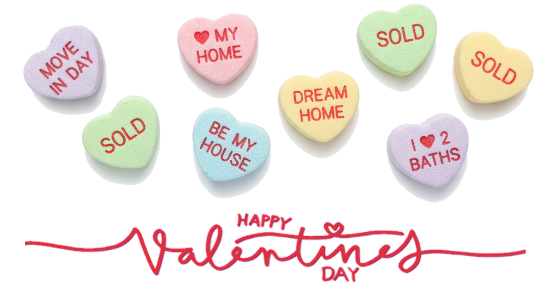 MOVE
IN DAY
♥ MY
HOME
SOLD
SOLD
DREAM
HOME
SOLD
BE MY
HOUSE
I ♥ 2
BATHS
HAPPY
Valentines
DAY